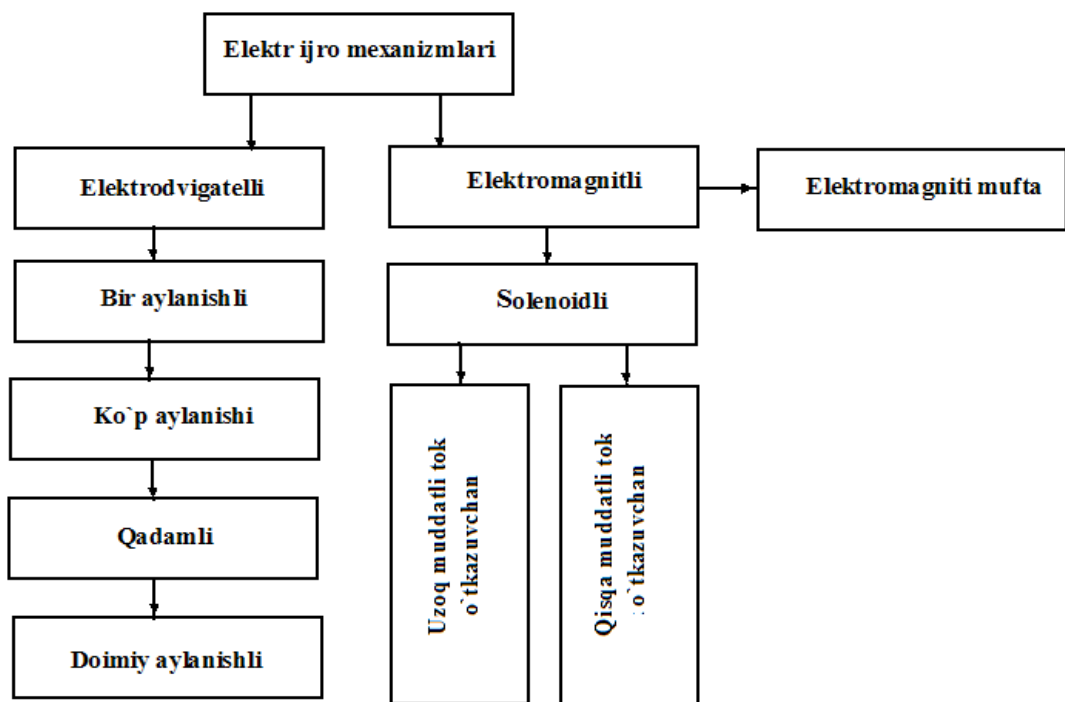 Elektr ijro mexanizmlari
Elektrodvigatelli
Elektromagnitli
Elektromagniti mufta
Bir aylanishli
Solenoidli
Ko`p aylanishi
Qadamli
Doimiy aylanishli
Uzoq muddatli tok
o`tkazuvchan
Qisqa muddatli tok
: o`tkazuvchan